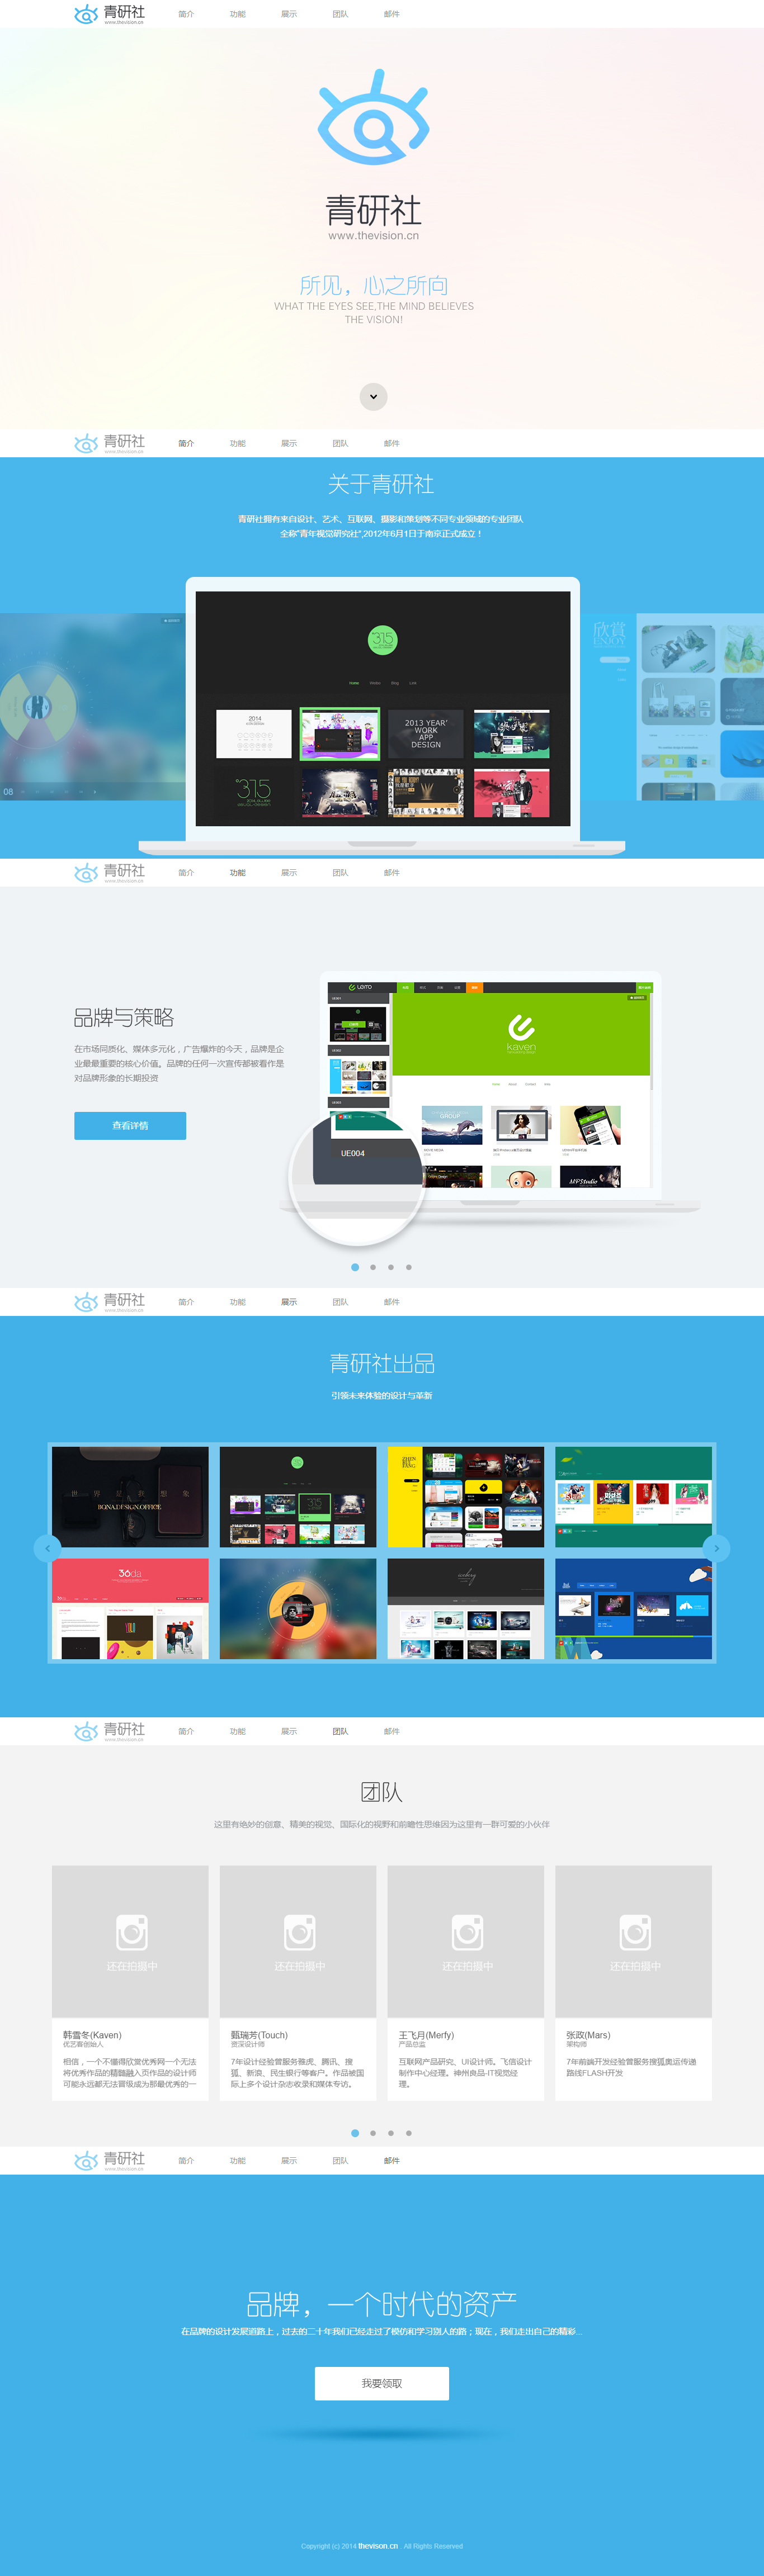 青研社
www.thevision.cn
简介 功能 展示 团队 邮件
青研社
www.thevision.cn
所见，心之所向
WHAT THE EYES SEE,THE MIND BELIEVES
THE VISION!
青研社
www.thevision.cn
简介 功能 展示 团队 邮件
关于青研社
青研社拥有来自设计、艺术、互联网、摄影和策划等不同专业领域的专业团队
全称"青年视觉研究社",2012年6月1日于南京正式成立！
315
Home Works Blog Link
2014
2013 YEAR'
WORK
APP
DESIGN
315
08
欣赏
ENJOY
青研社
www.thevision.cn
简介 功能 展示 团队 邮件
品牌与策略
在市场同质化、媒体多元化，广告爆炸的今天，品牌是企
业最最重要的核心价值。品牌的任何一次宣传都被看作是
对品牌形象的长期投资
查看详情
kaven
GROUP
UE004
MP3Studio
青研社
www.thevision.cn
简介 功能 展示 团队 邮件
青研社出品
引领未来体验的设计与革新
世界是在想象
BONA.DESIGN.OFFICE
315
36da
青研社
www.thevision.cn
简介 功能 展示 团队 邮件
团队
这里有绝妙的创意、精美的视觉、国际化的视野和前瞻性思维因为这里有一群可爱的小伙伴
还在拍摄中 还在拍摄中 还在拍摄中 还在拍摄中
韩雪冬(Kaven)
优艺客创始人
相信，一个不懂得欣赏优秀网一个无法
将优秀作品的精髓融入页作品的设计师
可能永远都无法晋级成为那最优秀的一
甄瑞芳(Touch)
资深设计师
7年设计经验曾服务雅虎、腾讯、搜
狐、新浪、民生银行等客户。作品被国
际上多个设计杂志收录和媒体专访。
王飞月(Merfy)
产品总监
互联网产品研究、UI设计师。飞信设计
制作中心经理。神州良品-IT视觉经
理。
张政(Mars)
架构师
7年前端开发经验曾服务搜狐奥运传递
路线FLASH开发
青研社
www.thevision.cn
简介 功能 展示 团队 邮件
品牌，一个时代的资产
在品牌的设计发展道路上，过去的二十年我们已经走过了模仿和学习别人的路；现在，我们走出自己的精彩...
我要领取
Copyright (c) 2014 thevison.cn . All Rights Reserved